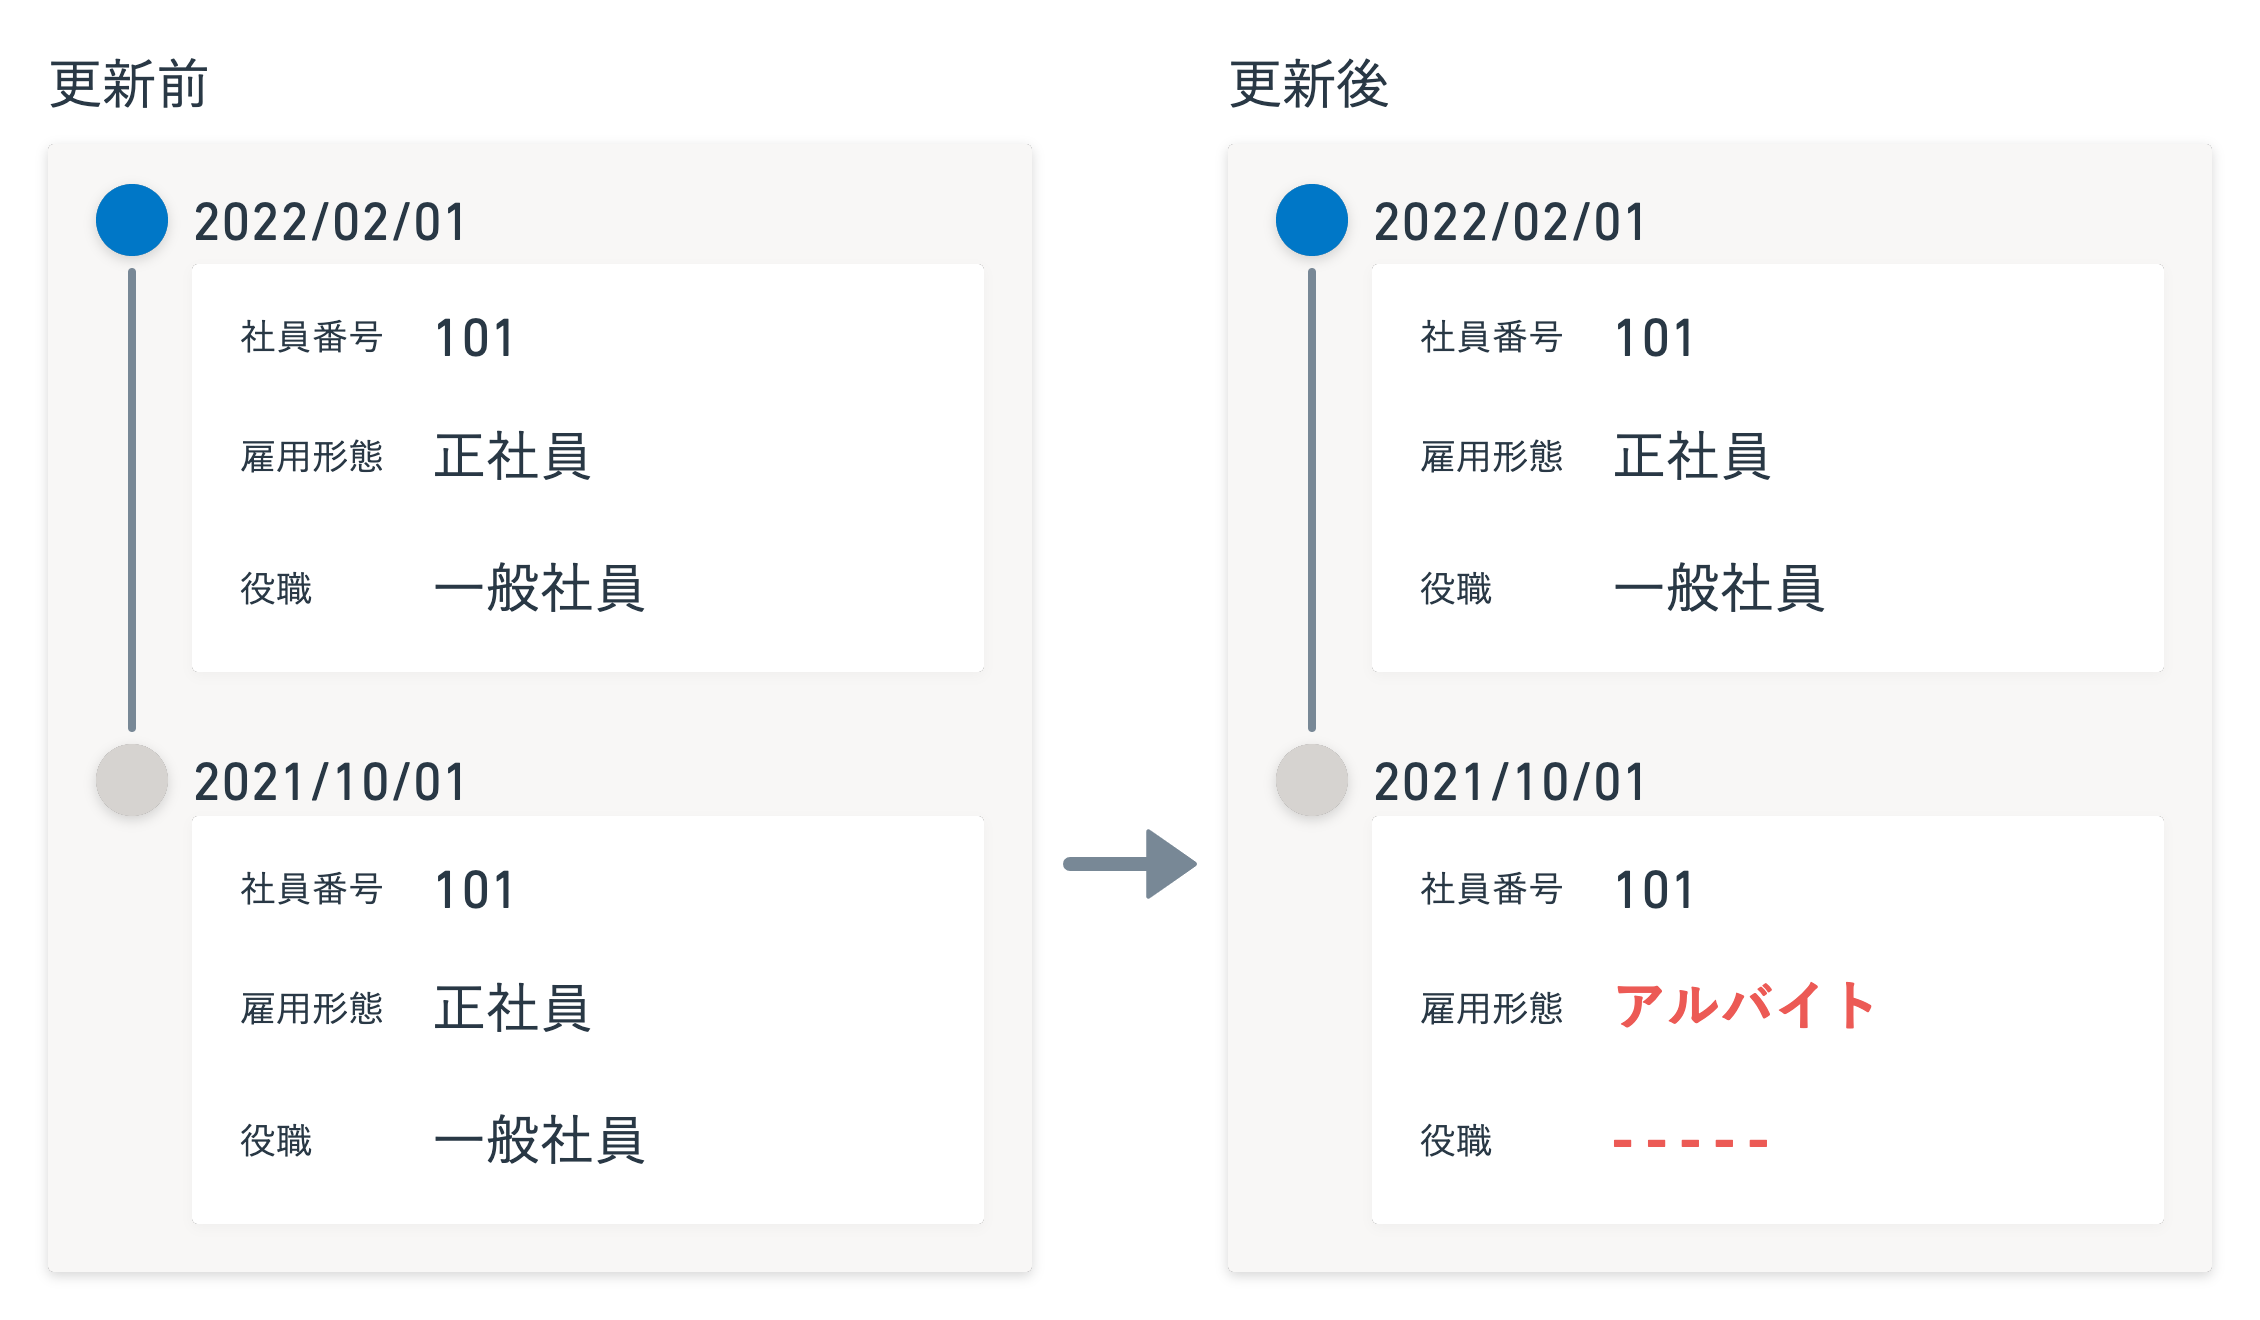 更新前
2022/02/01
社員番号 101
雇用形態 正社員
役職 一般社員
2021/10/01
社員番号 101
雇用形態 正社員
役職 一般社員
更新後
2022/02/01
社員番号 101
雇用形態 正社員
役職 一般社員
2021/10/01
社員番号 101
雇用形態 アルバイト
役職 -----